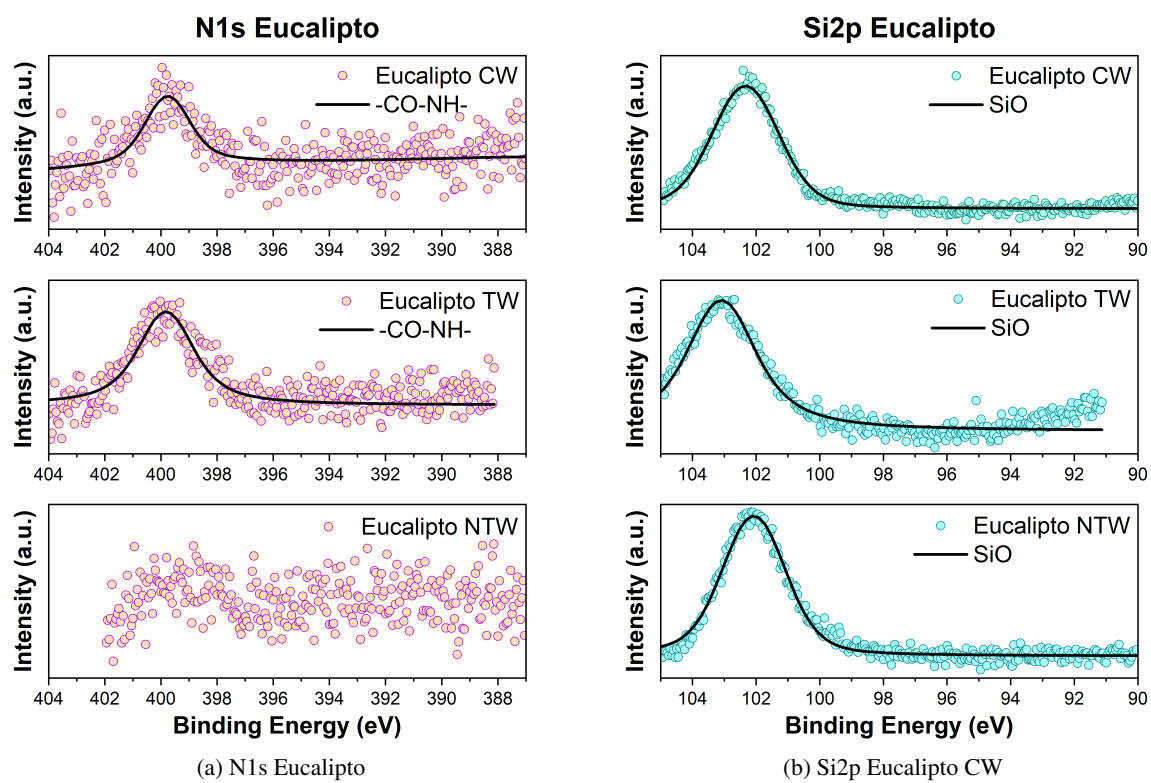 N1s Eucalipto
Intensity (a.u.)
Eucalipto CW
-CO-NH-
404 402 400 398 396 394 392 390 388
Intensity (a.u.)
Eucalipto TW
-CO-NH-
404 402 400 398 396 394 392 390 388
Intensity (a.u.)
Eucalipto NTW
404 402 400 398 396 394 392 390 388
Binding Energy (eV)
(a) N1s Eucalipto
Si2p Eucalipto
Intensity (a.u.)
Eucalipto CW
SiO
104 102 100 98 96 94 92 90
Intensity (a.u.)
Eucalipto TW
SiO
104 102 100 98 96 94 92 90
Intensity (a.u.)
Eucalipto NTW
SiO
104 102 100 98 96 94 92 90
Binding Energy (eV)
(b) Si2p Eucalipto CW